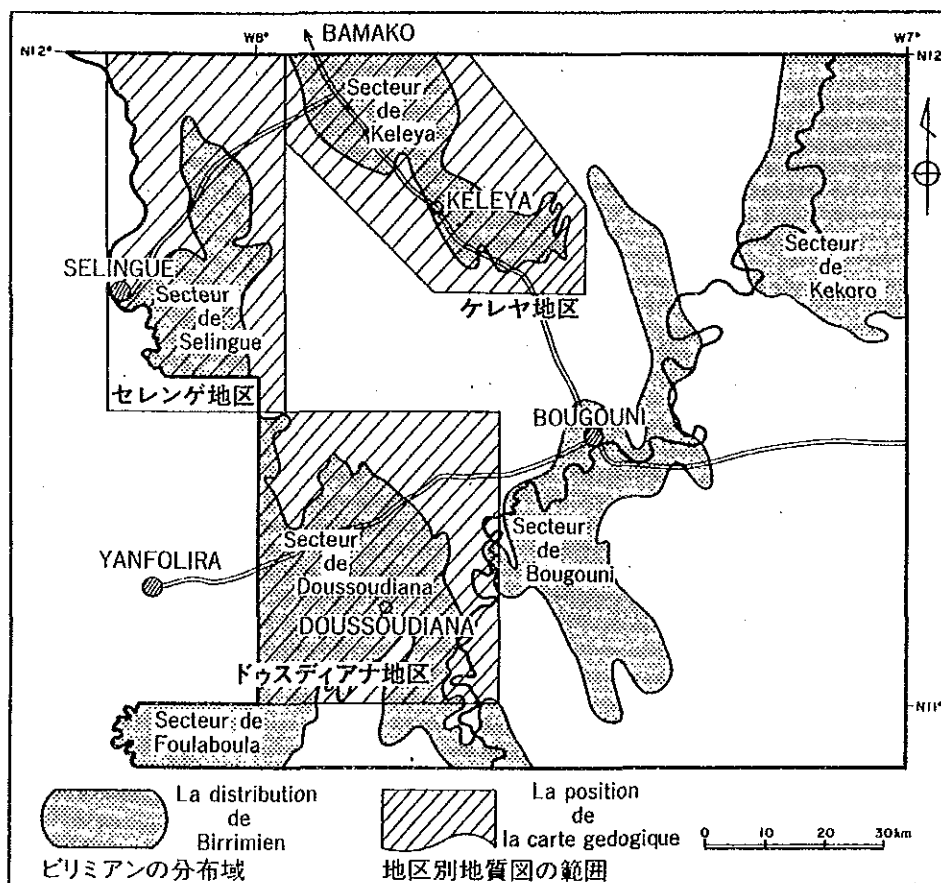 W8°
BAMAKO
W7°
N12°
N12
Secteur
de
Keleya
KELEYA
SELINGUE
Secteur
de
Selingue
セレンゲ地区
ケレヤ地区
Secteur
de
Kekoro
BOUGOUNI
Secteur
de
Bougouni
YANFOLIRA
Secteur
de
Doussoudiana
DOUSSOUDIANA
ドゥスディアナ地区
N11°
Secteur de
Foulaboula
La distribution
de
Birrimien
ビリミアンの分布域
La position
de
la carte gedogique
地区別地質図の範囲
0 10 20 30km